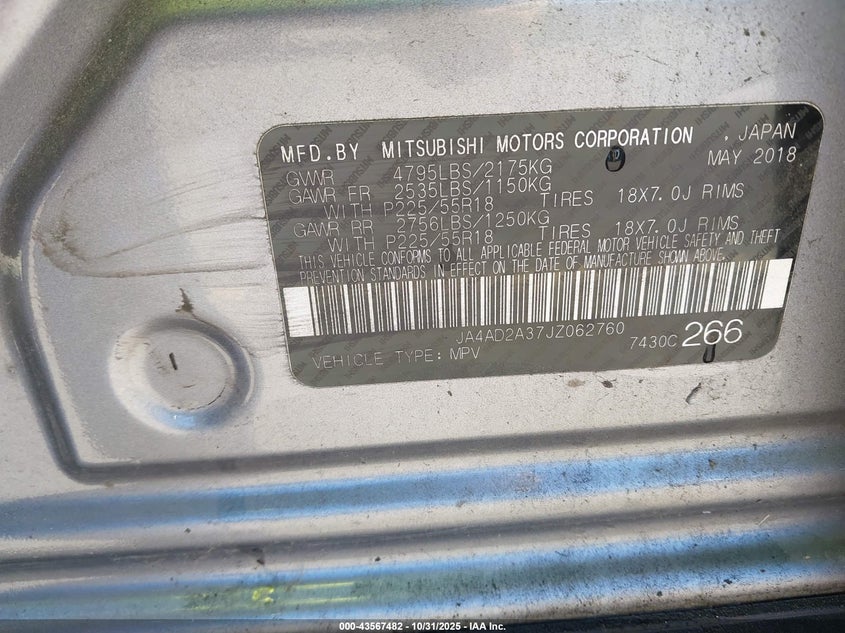 MFD.BY MITSUBISHI MOTORS CORPORATION , JAPAN
GVWR 4795LBS/2175KG MAY 2018
GAWR FR 2535LBS/1150KG
WITH P225/55R18 TIRES 18X7.0J RIMS
GAWR RR 2756LBS/1250KG
WITH P225/55R18 TIRES 18X7.0J RIMS
THIS VEHICLE CONFORMS TO ALL APPLICABLE FEDERAL MOTOR VEHICLE SAFETY AND THEFT
PREVENTION STANDARDS IN EFFECT ON THE DATE OF MANUFACTURE SHOWN ABOVE.
JA4AD2A37JZ062760
7430C 266
VEHICLE TYPE: MPV
000-43567482 - 10/31/2025 - IAA Inc.